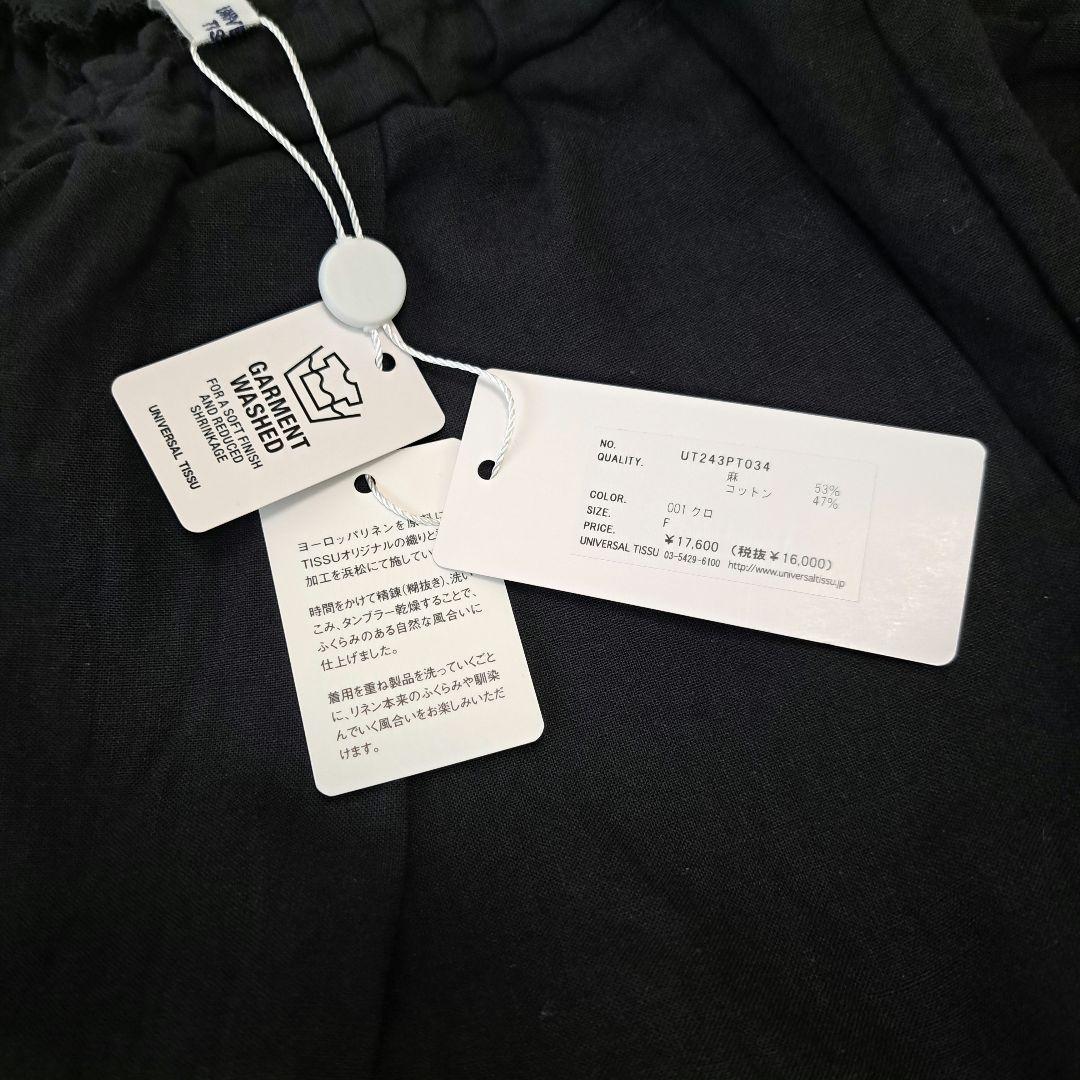 GARMENT
WASHED
FOR A SOFT FINISH
AND REDUCED
SHRINKAGE
UNIVERSAL TISSU
ヨーロッパリネンを原料に
TISSUオリジナルの織りと
加工を浜松にて施してい
時間をかけて精錬(糊抜き)、洗い
こみ、タンブラー乾燥することで、
ふくらみのある自然な風合いに
仕上げました。
着用を重ね製品を洗っていくごと
に、リネン本来のふくらみや馴染
んでいく風合いをお楽しみいただ
けます。
NO. UT243PT034
QUALITY. 麻 53%
コットン 47%
COLOR. 001 クロ
SIZE. F
PRICE. ¥17,600 (税抜¥16,000)
UNIVERSAL TISSU 03-5429-6100 http://www.universaltissu.jp